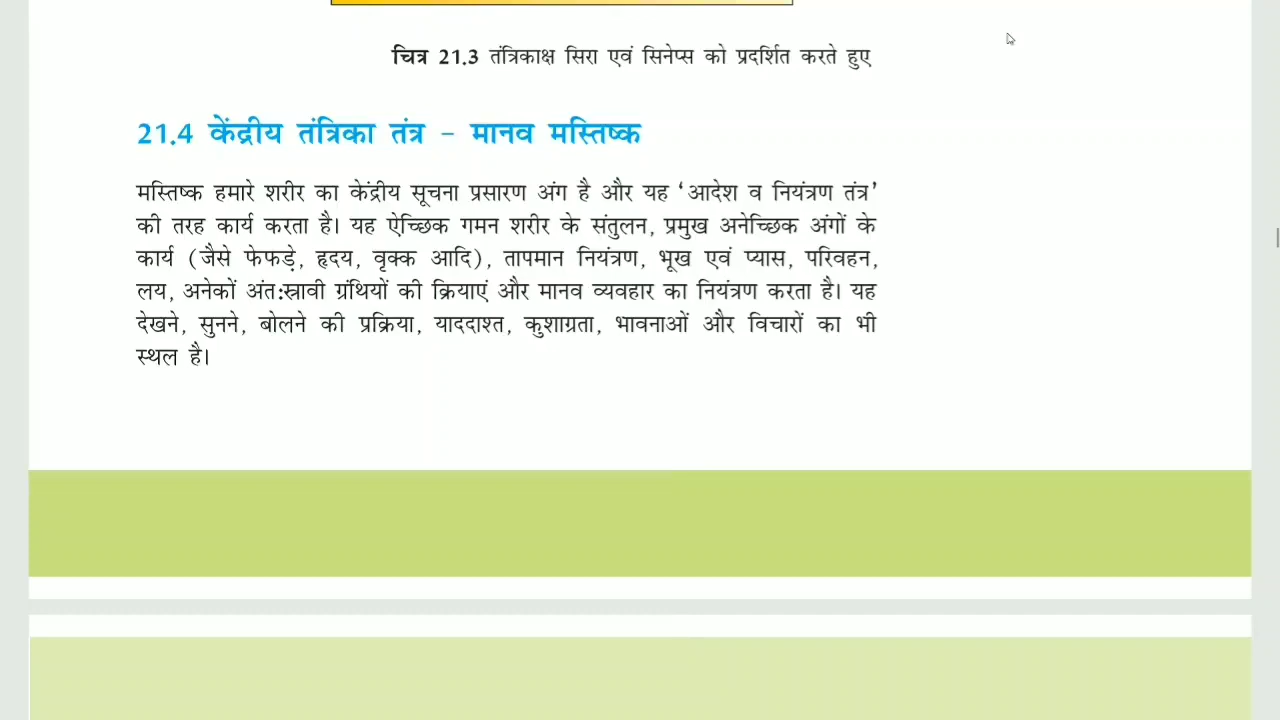 चित्र 21.3 तंत्रिकाक्ष सिरा एवं सिनेप्स को प्रदर्शित करते हुए
21.4 केंद्रीय तंत्रिका तंत्र – मानव मस्तिष्क
मस्तिष्क हमारे शरीर का केंद्रीय सूचना प्रसारण अंग है और यह ‘आदेश व नियंत्रण तंत्र’
की तरह कार्य करता है। यह ऐच्छिक गमन शरीर के संतुलन, प्रमुख अनेच्छिक अंगों के
कार्य (जैसे फेफड़े, हृदय, वृक्क आदि), तापमान नियंत्रण, भूख एवं प्यास, परिवहन,
लय, अनेकों अंतःस्रावी ग्रंथियों की क्रियाएं और मानव व्यवहार का नियंत्रण करता है। यह
देखने, सुनने, बोलने की प्रक्रिया, याददाश्त, कुशाग्रता, भावनाओं और विचारों का भी
स्थल है।